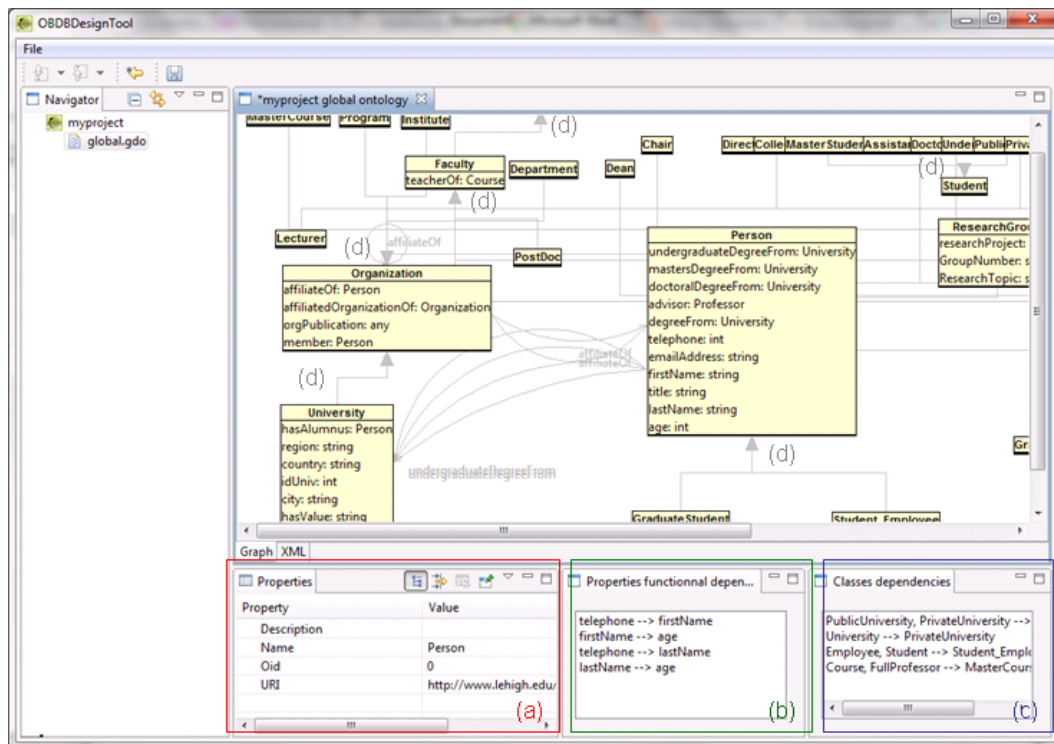 OBDBDesignTool
File
Navigator
myproject
global.gdo
*myproject global ontology
MasterCourse
Program
Institute
(d)
Chair
Faculty
teacherOf: Course
Department
Dean
(d)
Student
(d)
Lecturer
(d)
affiliateOf
PostDoc
Organization
affiliateOf: Person
affiliatedOrganizationOf: Organization
orgPublication: any
member: Person
Person
undergraduateDegreeFrom: University
mastersDegreeFrom: University
doctoralDegreeFrom: University
advisor: Professor
degreeFrom: University
telephone: int
emailAddress: string
firstName: string
title: string
lastName: string
age: int
ResearchGrou
researchProject:
GroupNumber: s
ResearchTopic: s
affiliateOf
affiliateOf
(d)
University
hasAlumnus: Person
region: string
country: string
idUniv: int
city: string
hasValue: string
undergraduateDegreeFrom
(d)
GraduateStudent
Student_Employee
Gra
Graph XML
Properties
Property Value
Description
Name Person
Oid 0
URI http://www.lehigh.edu/
(a)
Properties functionnal depen...
telephone --> firstName
firstName --> age
telephone --> lastName
lastName --> age
(b)
Classes dependencies
PublicUniversity, PrivateUniversity -->
University --> PrivateUniversity
Employee, Student --> Student_Empl
Course, FullProfessor --> MasterCour
(c)